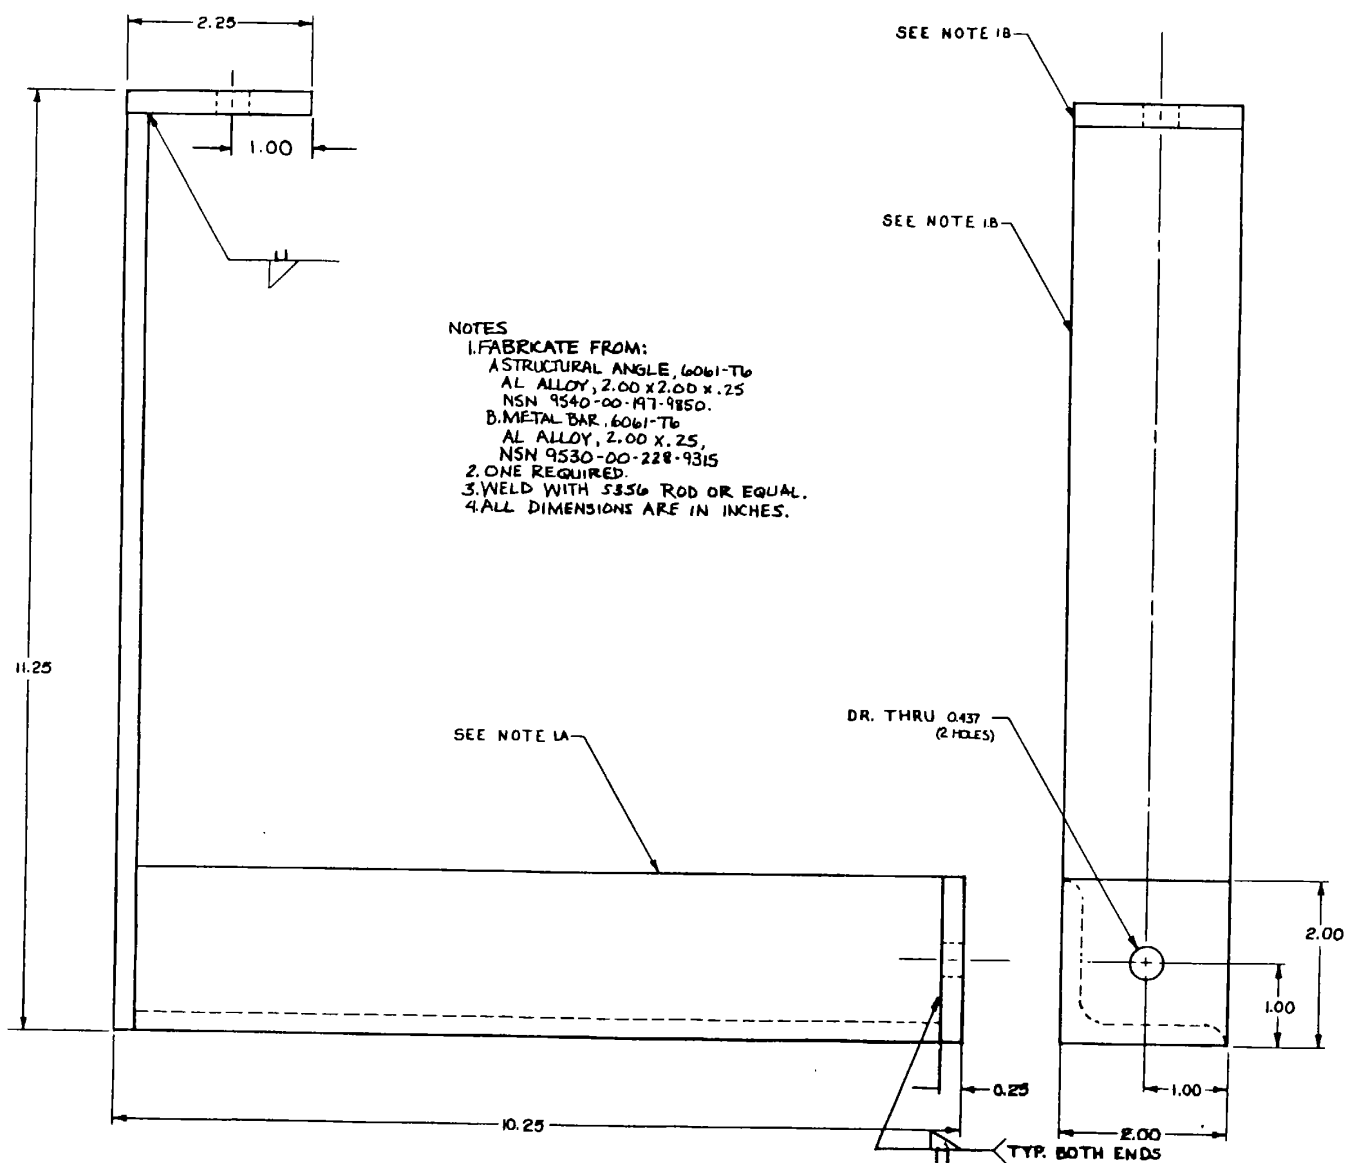 2.25
SEE NOTE 1B
1.00
SEE NOTE 1.B
NOTES
1.FABRICATE FROM:
A STRUCTURAL ANGLE, 6061-T6
AL ALLOY, 2.00 X 2.00 X .25
NSN 9540-00-197-9850.
B.METAL BAR, 6061-T6
AL ALLOY, 2.00 X .25,
NSN 9530-00-228-9315
2. ONE REQUIRED.
3.WELD WITH 5356 ROD OR EQUAL.
4.ALL DIMENSIONS ARE IN INCHES.
11.25
DR. THRU 0.437
(2 HOLES)
SEE NOTE 1.A
2.00
1.00
0.25
1.00
10.25
2.00
TYP. BOTH ENDS